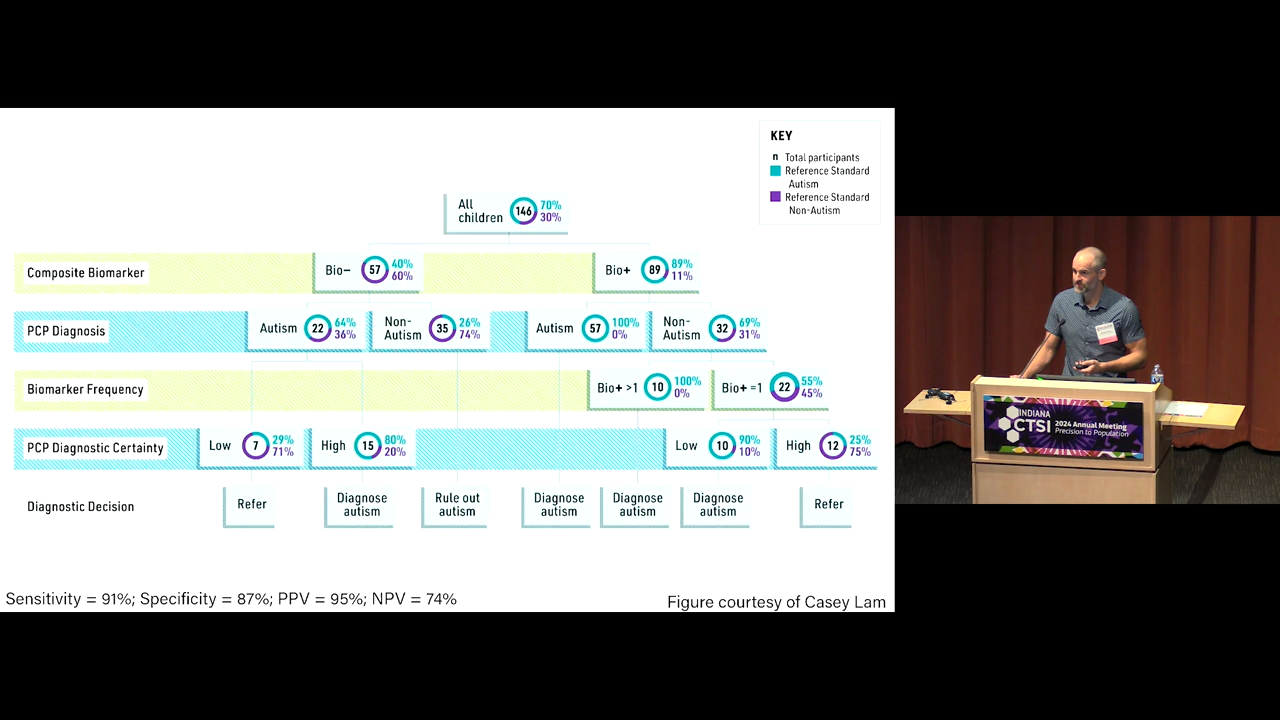 KEY
n Total participants
Reference Standard
Autism
Reference Standard
Non-Autism
All
children
146
70%
30%
Composite Biomarker
Bio−
57
40%
60%
Bio+
89
89%
11%
PCP Diagnosis
Autism
22
64%
36%
Non-
Autism
35
26%
74%
Autism
57
100%
0%
Non-
Autism
32
69%
31%
Biomarker Frequency
Bio+ >1
10
100%
0%
Bio+ =1
22
55%
45%
PCP Diagnostic Certainty
Low
7
29%
71%
High
15
80%
20%
Low
10
90%
10%
High
12
25%
75%
Diagnostic Decision
Refer
Diagnose
autism
Rule out
autism
Diagnose
autism
Diagnose
autism
Diagnose
autism
Refer
Sensitivity = 91%; Specificity = 87%; PPV = 95%; NPV = 74%
Figure courtesy of Casey Lam
INDIANA
CTSI
2024 Annual Meeting
Precision to Population